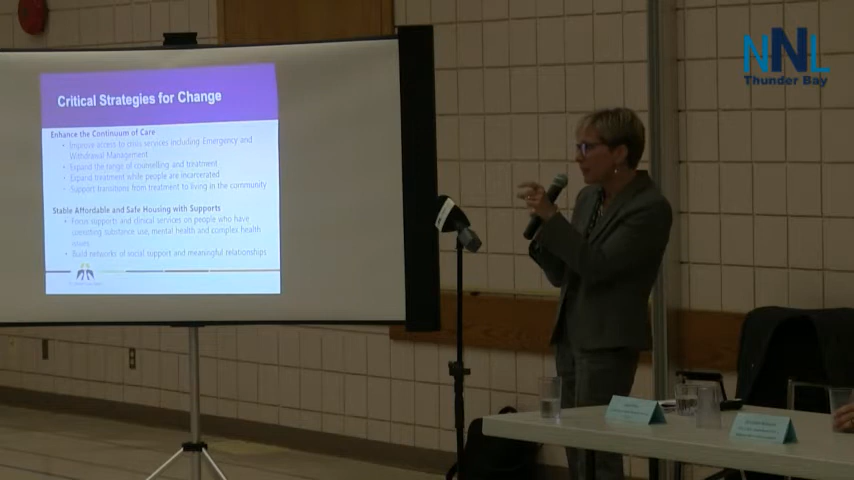 NNL
Thunder Bay
Critical Strategies for Change
Enhance the Continuum of Care
• Improve access to crisis services including Emergency and
Withdrawal Management
• Expand the range of counselling and treatment
• Expand treatment while people are incarcerated
• Support transitions from treatment to living in the community
Stable Affordable and Safe Housing with Supports
• Focus supports and clinical services on people who have
coexisting substance use, mental health and complex health
issues
• Build networks of social support and meaningful relationships